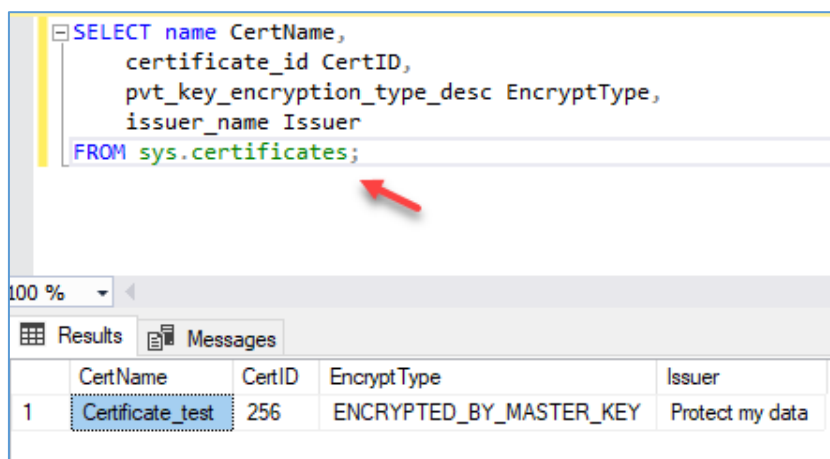 SELECT name CertName,
certificate_id CertID,
pvt_key_encryption_type_desc EncryptType,
issuer_name Issuer
FROM sys.certificates;
100 %
Results Messages
CertName CertID EncryptType Issuer
1 Certificate_test 256 ENCRYPTED_BY_MASTER_KEY Protect my data